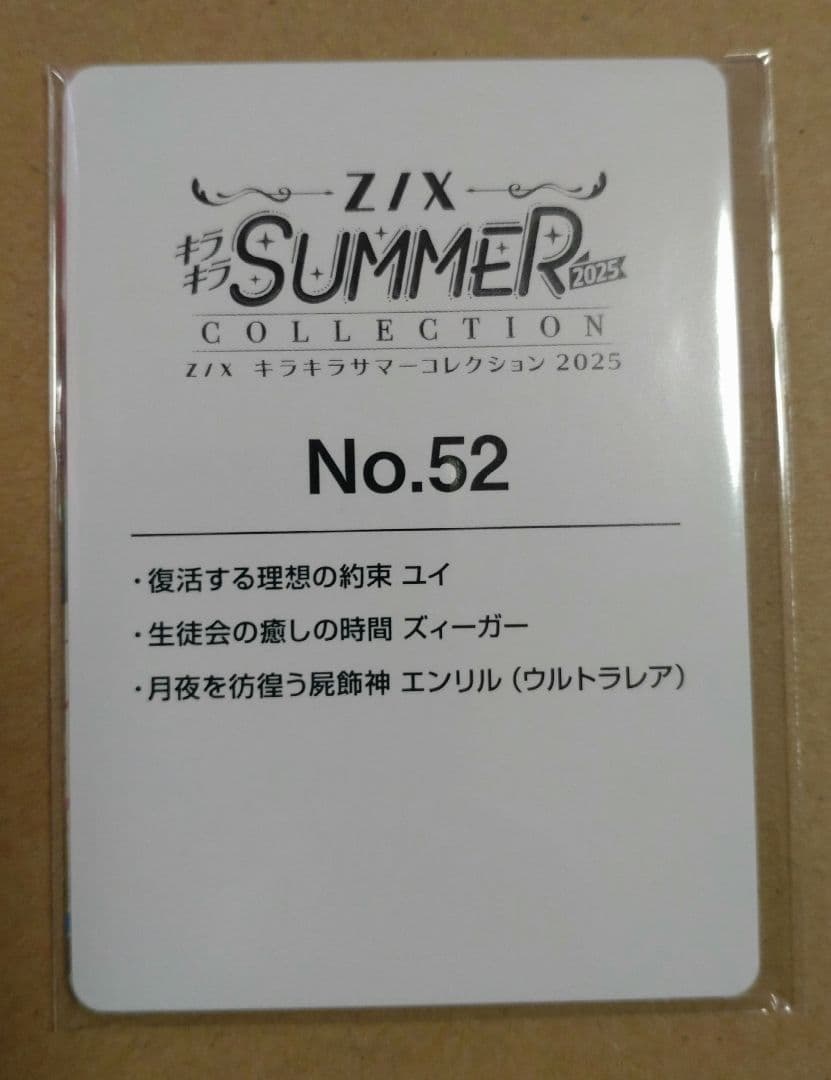 Z/X
キラキラ SUMMER 2025
COLLECTION
Z/X キラキラサマーコレクション 2025
No.52
・復活する理想の約束 ユイ
・生徒会の癒しの時間 ズィーガー
・月夜を彷徨う屍飾神 エンリル（ウルトラレア）